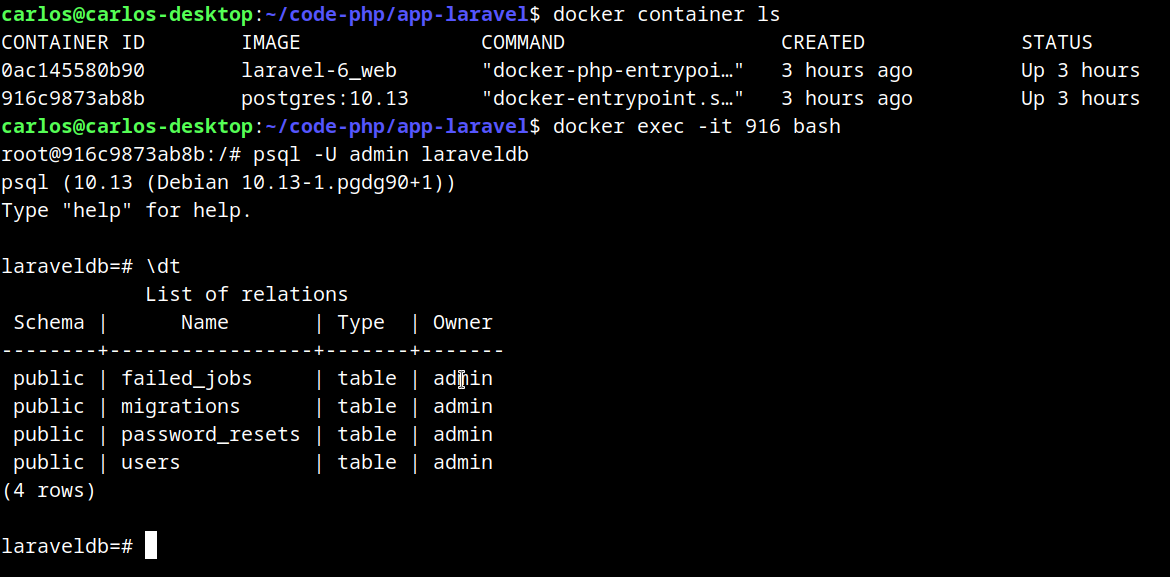 carlos@carlos-desktop:~/code-php/app-laravel$ docker container ls
CONTAINER ID        IMAGE               COMMAND                  CREATED             STATUS
0ac145580b90        laravel-6_web       "docker-php-entrypoi…"   3 hours ago         Up 3 hours
916c9873ab8b        postgres:10.13      "docker-entrypoint.s…"   3 hours ago         Up 3 hours
carlos@carlos-desktop:~/code-php/app-laravel$ docker exec -it 916 bash
root@916c9873ab8b:/# psql -U admin laraveldb
psql (10.13 (Debian 10.13-1.pgdg90+1))
Type "help" for help.

laraveldb=# \dt
            List of relations
 Schema |      Name       | Type  | Owner
--------+-----------------+-------+-------
 public | failed_jobs     | table | admin
 public | migrations      | table | admin
 public | password_resets | table | admin
 public | users           | table | admin
(4 rows)

laraveldb=#